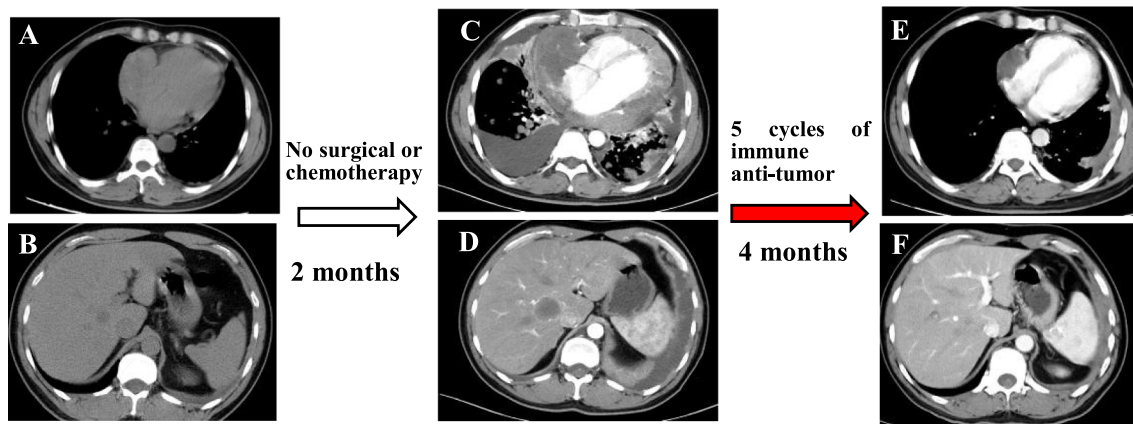 A
C
E
No surgical or
chemotherapy
2 months
5 cycles of
immune
anti-tumor
4 months
B
D
F